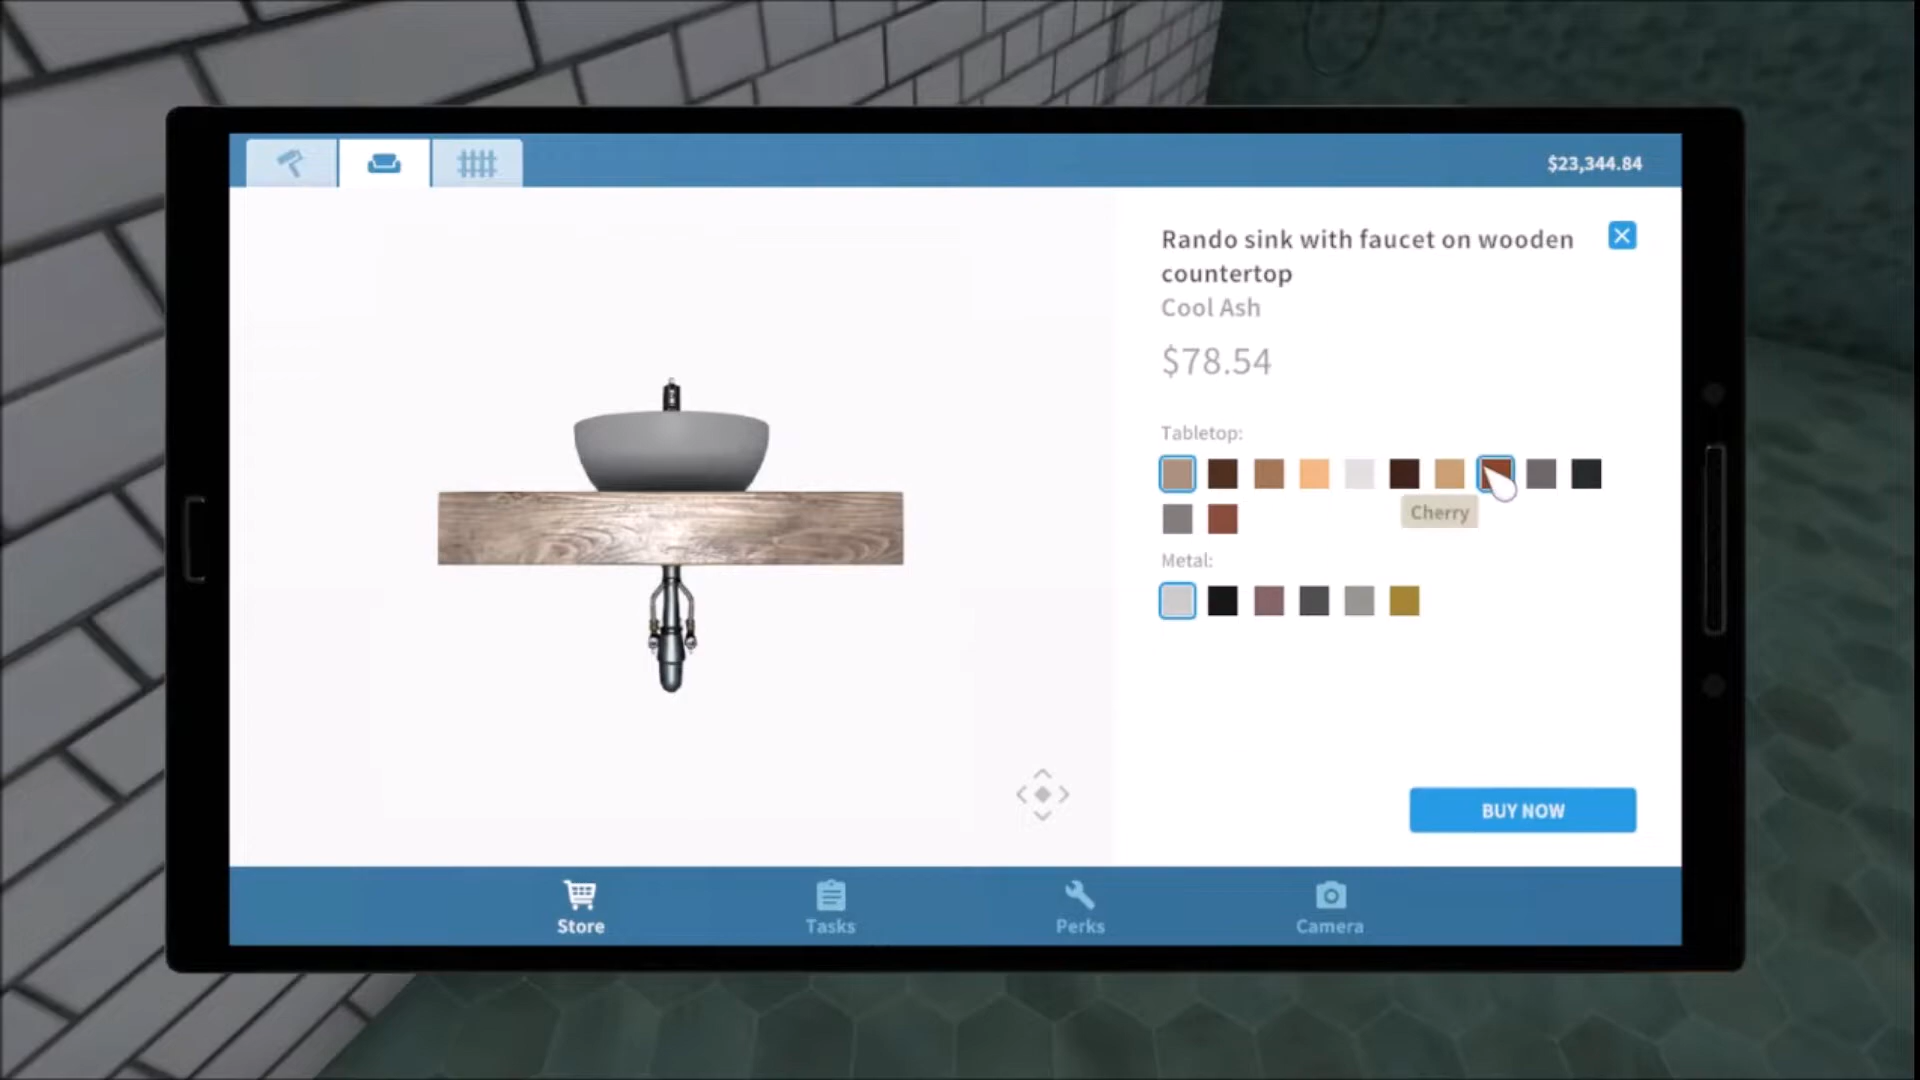 $23,344.84
Rando sink with faucet on wooden
countertop
Cool Ash
$78.54
Tabletop:
Cherry
Metal:
BUY NOW
Store
Tasks
Perks
Camera